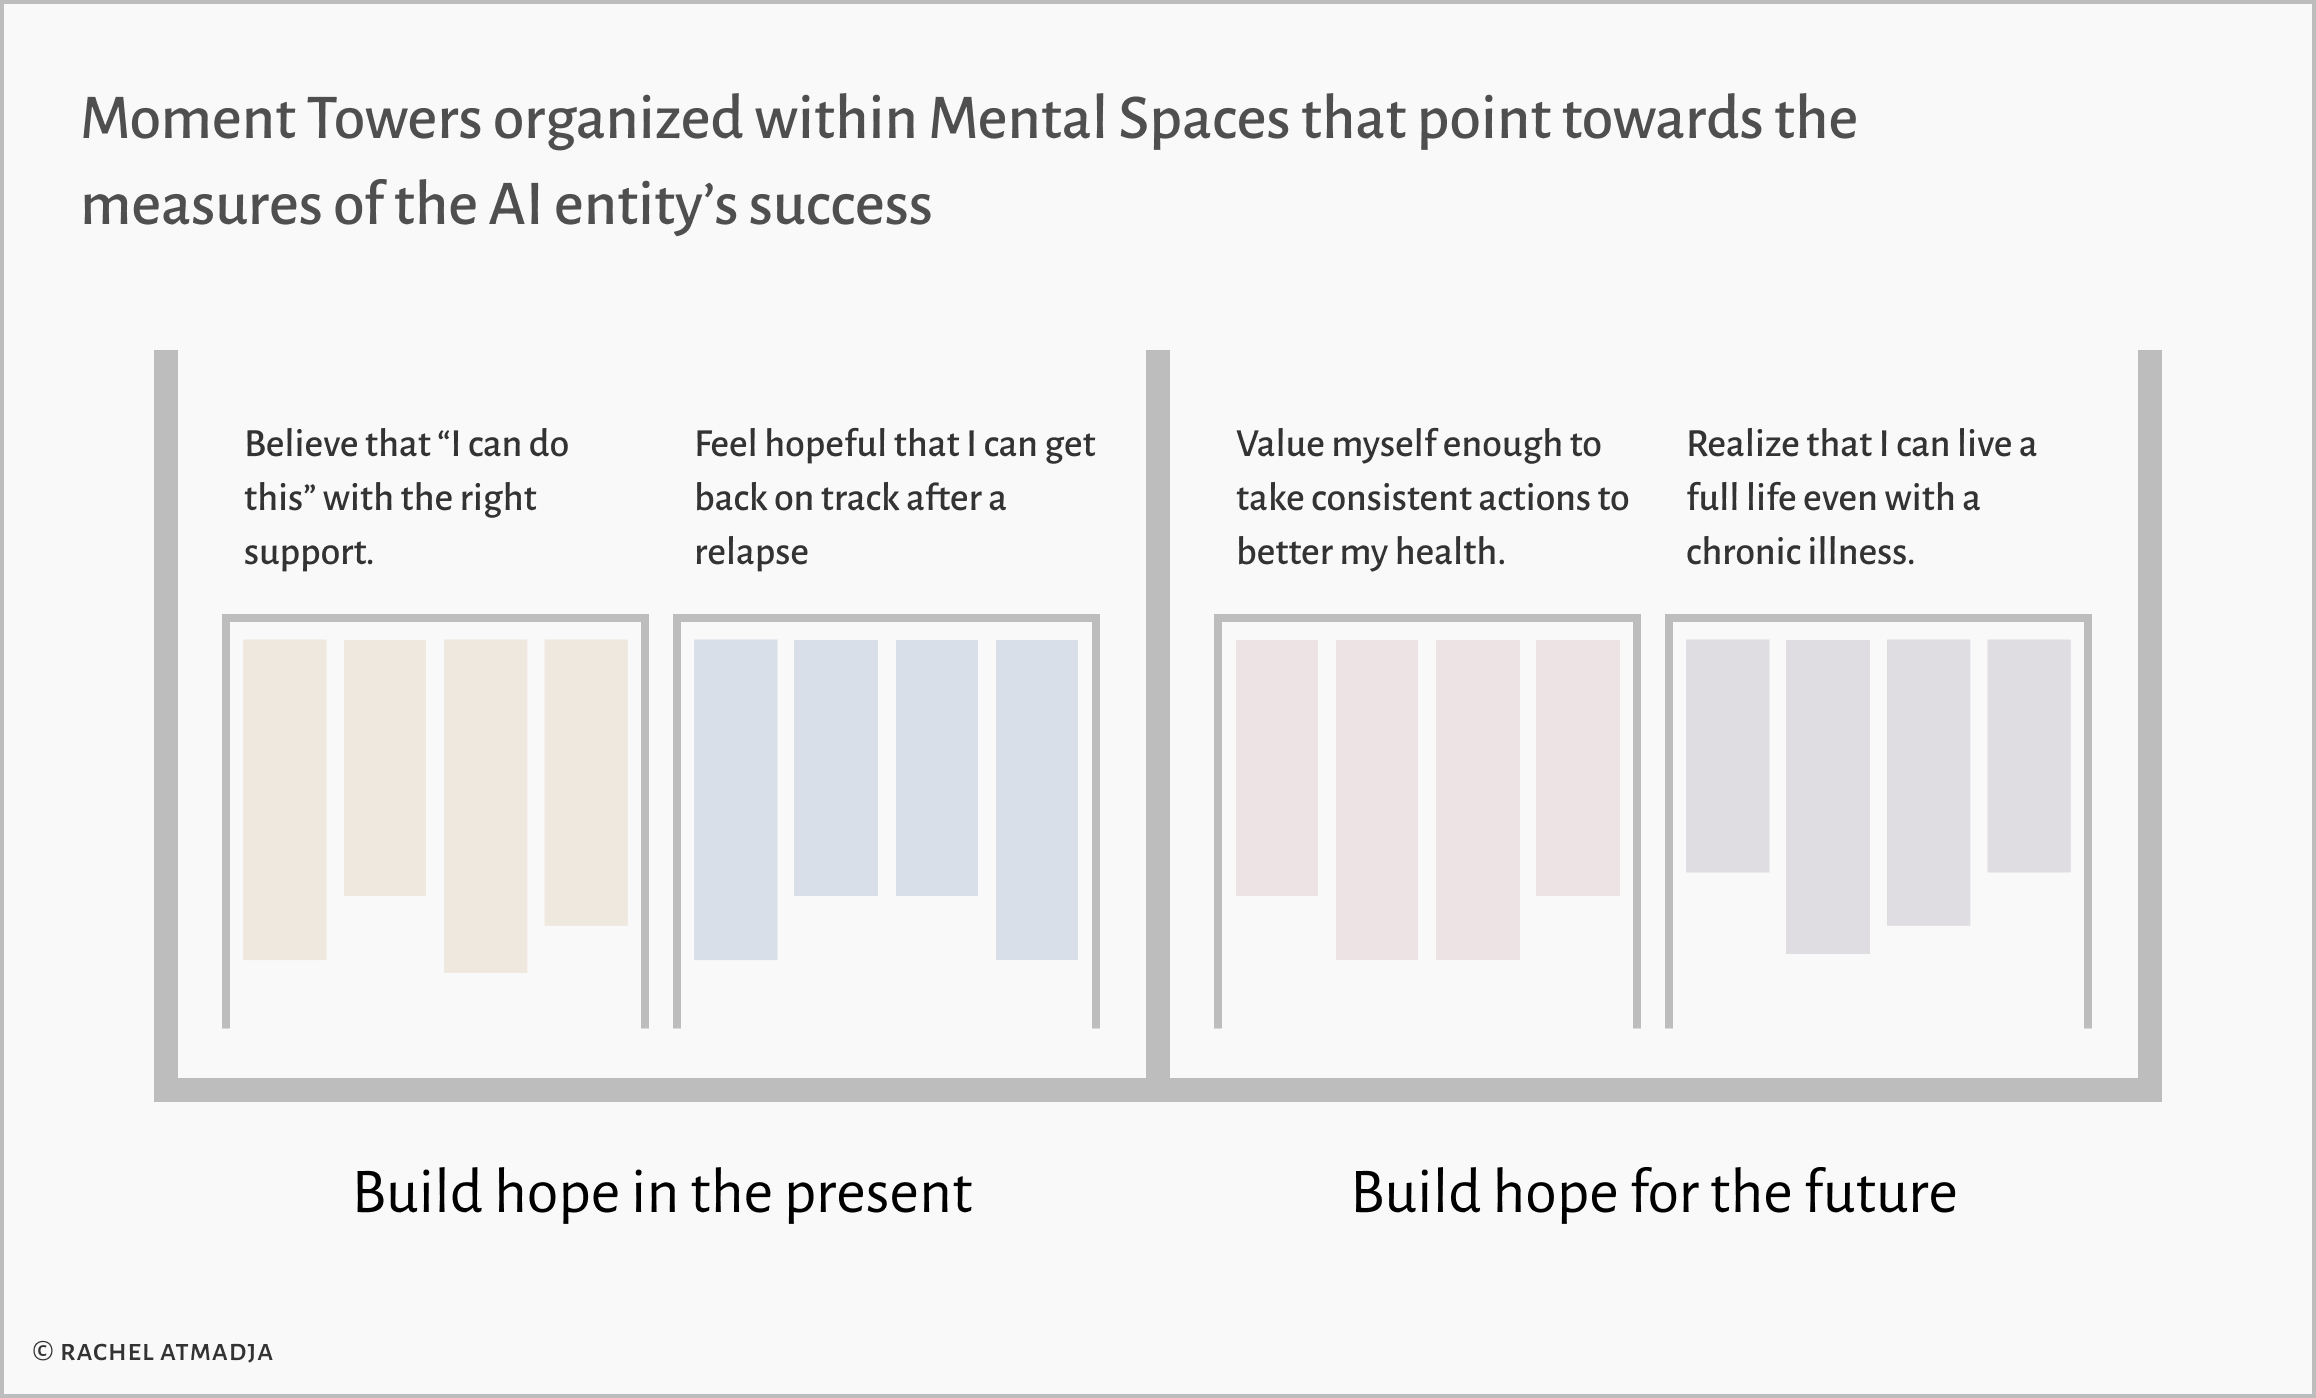 Moment Towers organized within Mental Spaces that point towards the
measures of the AI entity’s success
Believe that “I can do
this” with the right
support.
Feel hopeful that I can get
back on track after a
relapse
Value myself enough to
take consistent actions to
better my health.
Realize that I can live a
full life even with a
chronic illness.
Build hope in the present
Build hope for the future
© RACHEL ATMADJA